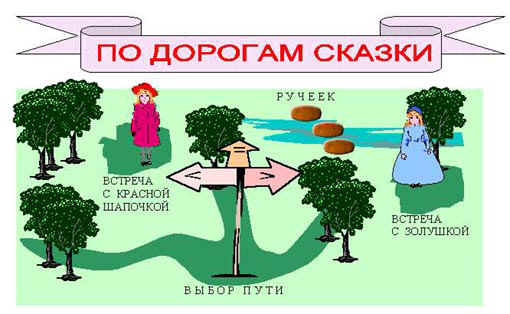 ПО ДОРОГАМ СКАЗКИ
РУЧЕЕК
ВСТРЕЧА
С КРАСНОЙ
ШАПОЧКОЙ
ВСТРЕЧА
С ЗОЛУШКОЙ
ВЫБОР ПУТИ